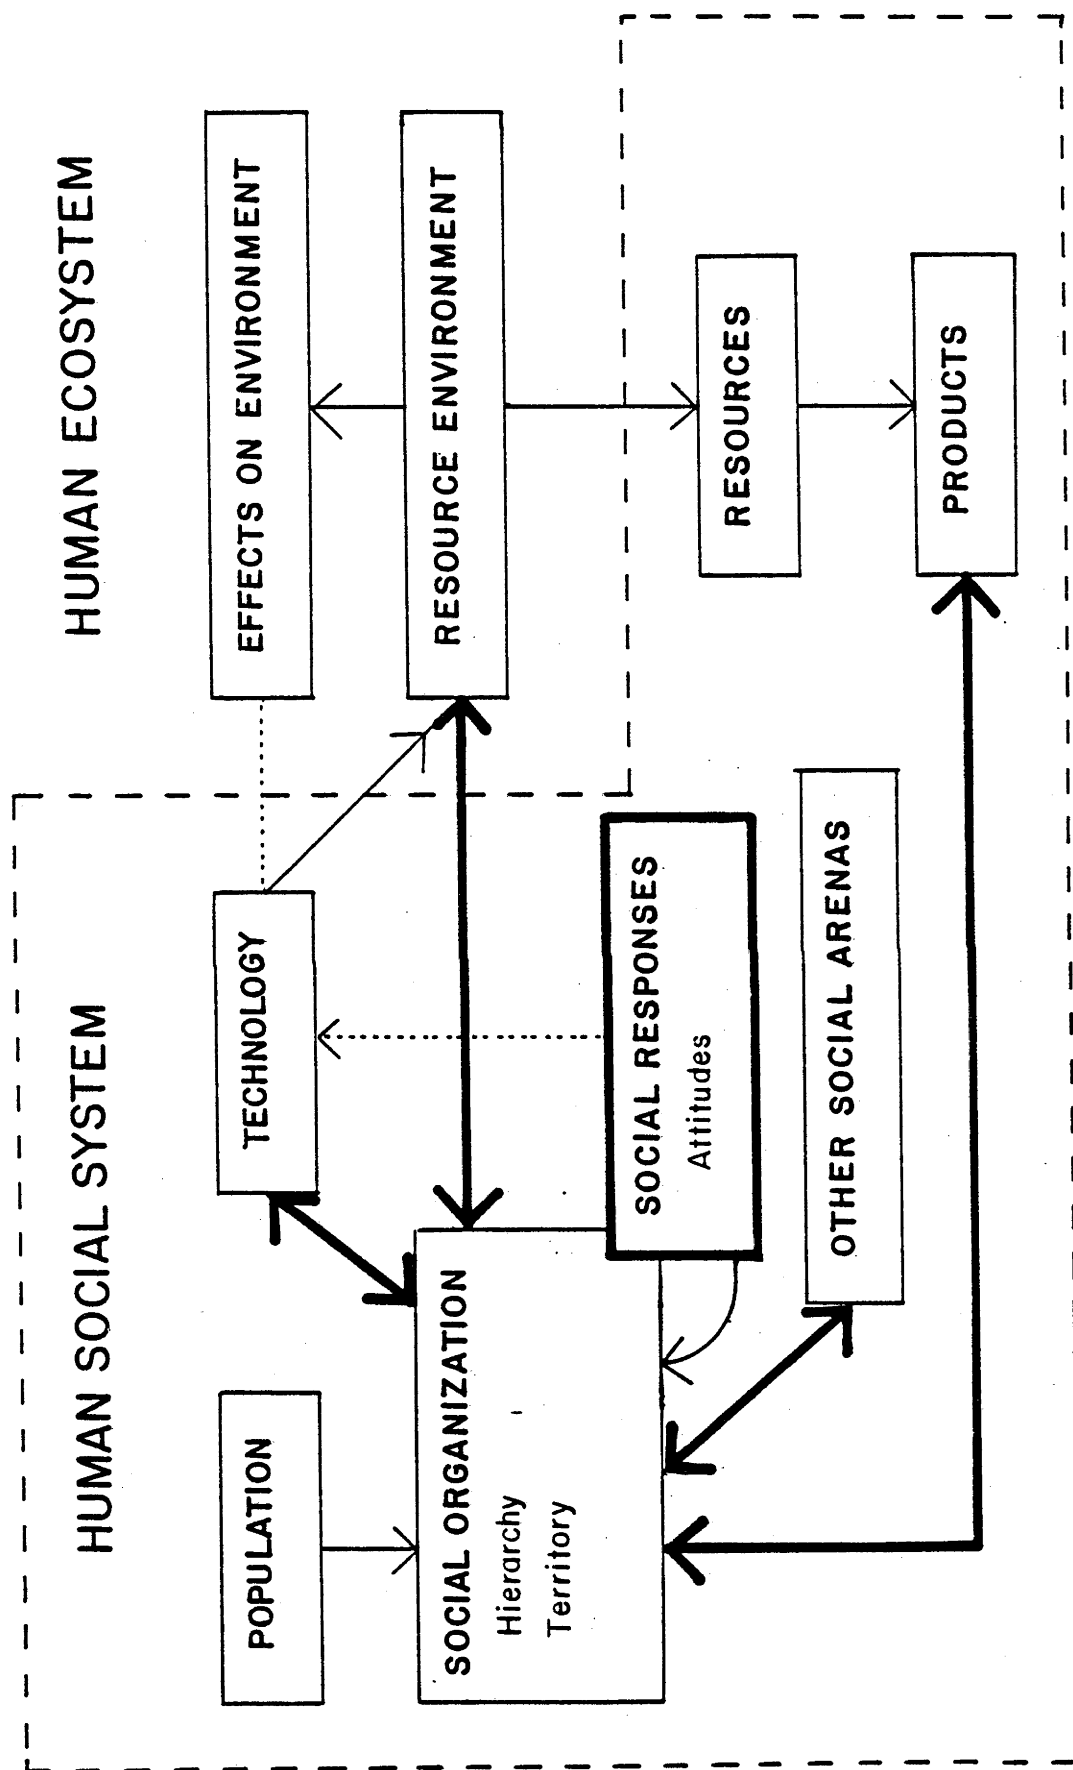 HUMAN SOCIAL SYSTEM
HUMAN ECOSYSTEM
POPULATION
TECHNOLOGY
EFFECTS ON ENVIRONMENT
SOCIAL ORGANIZATION
Hierarchy
Territory
RESOURCE ENVIRONMENT
SOCIAL RESPONSES
Attitudes
RESOURCES
OTHER SOCIAL ARENAS
PRODUCTS